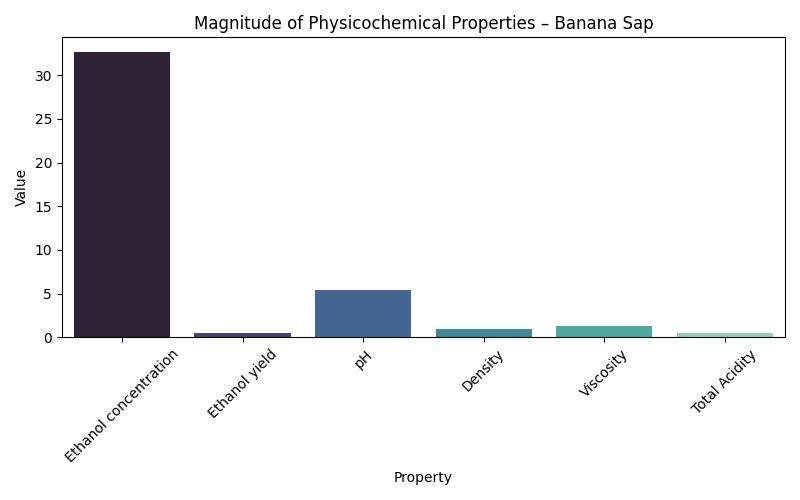 Magnitude of Physicochemical Properties – Banana Sap
Value
30
25
20
15
10
5
0
Ethanol concentration
Ethanol yield
pH
Density
Viscosity
Total Acidity
Property